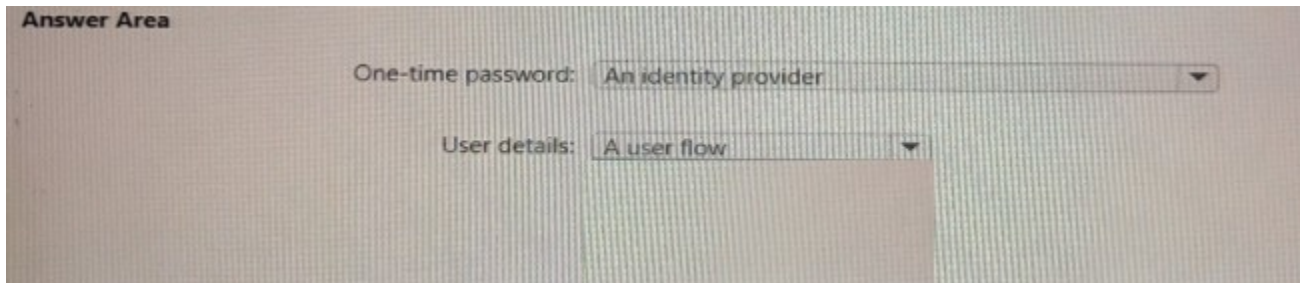 Answer Area
One-time password: An identity provider
User details: A user flow